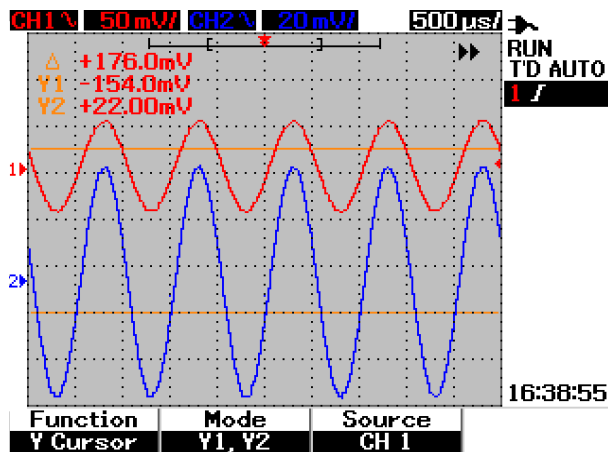 CH1 ∿ 50mV/ CH2 ∿ 20mV/ 500µs/
RUN
T'D AUTO
1
Δ +176.0mV
Y1 -154.0mV
Y2 +22.00mV
1
2
16:38:55
Function Mode Source
Y Cursor Y1,Y2 CH 1